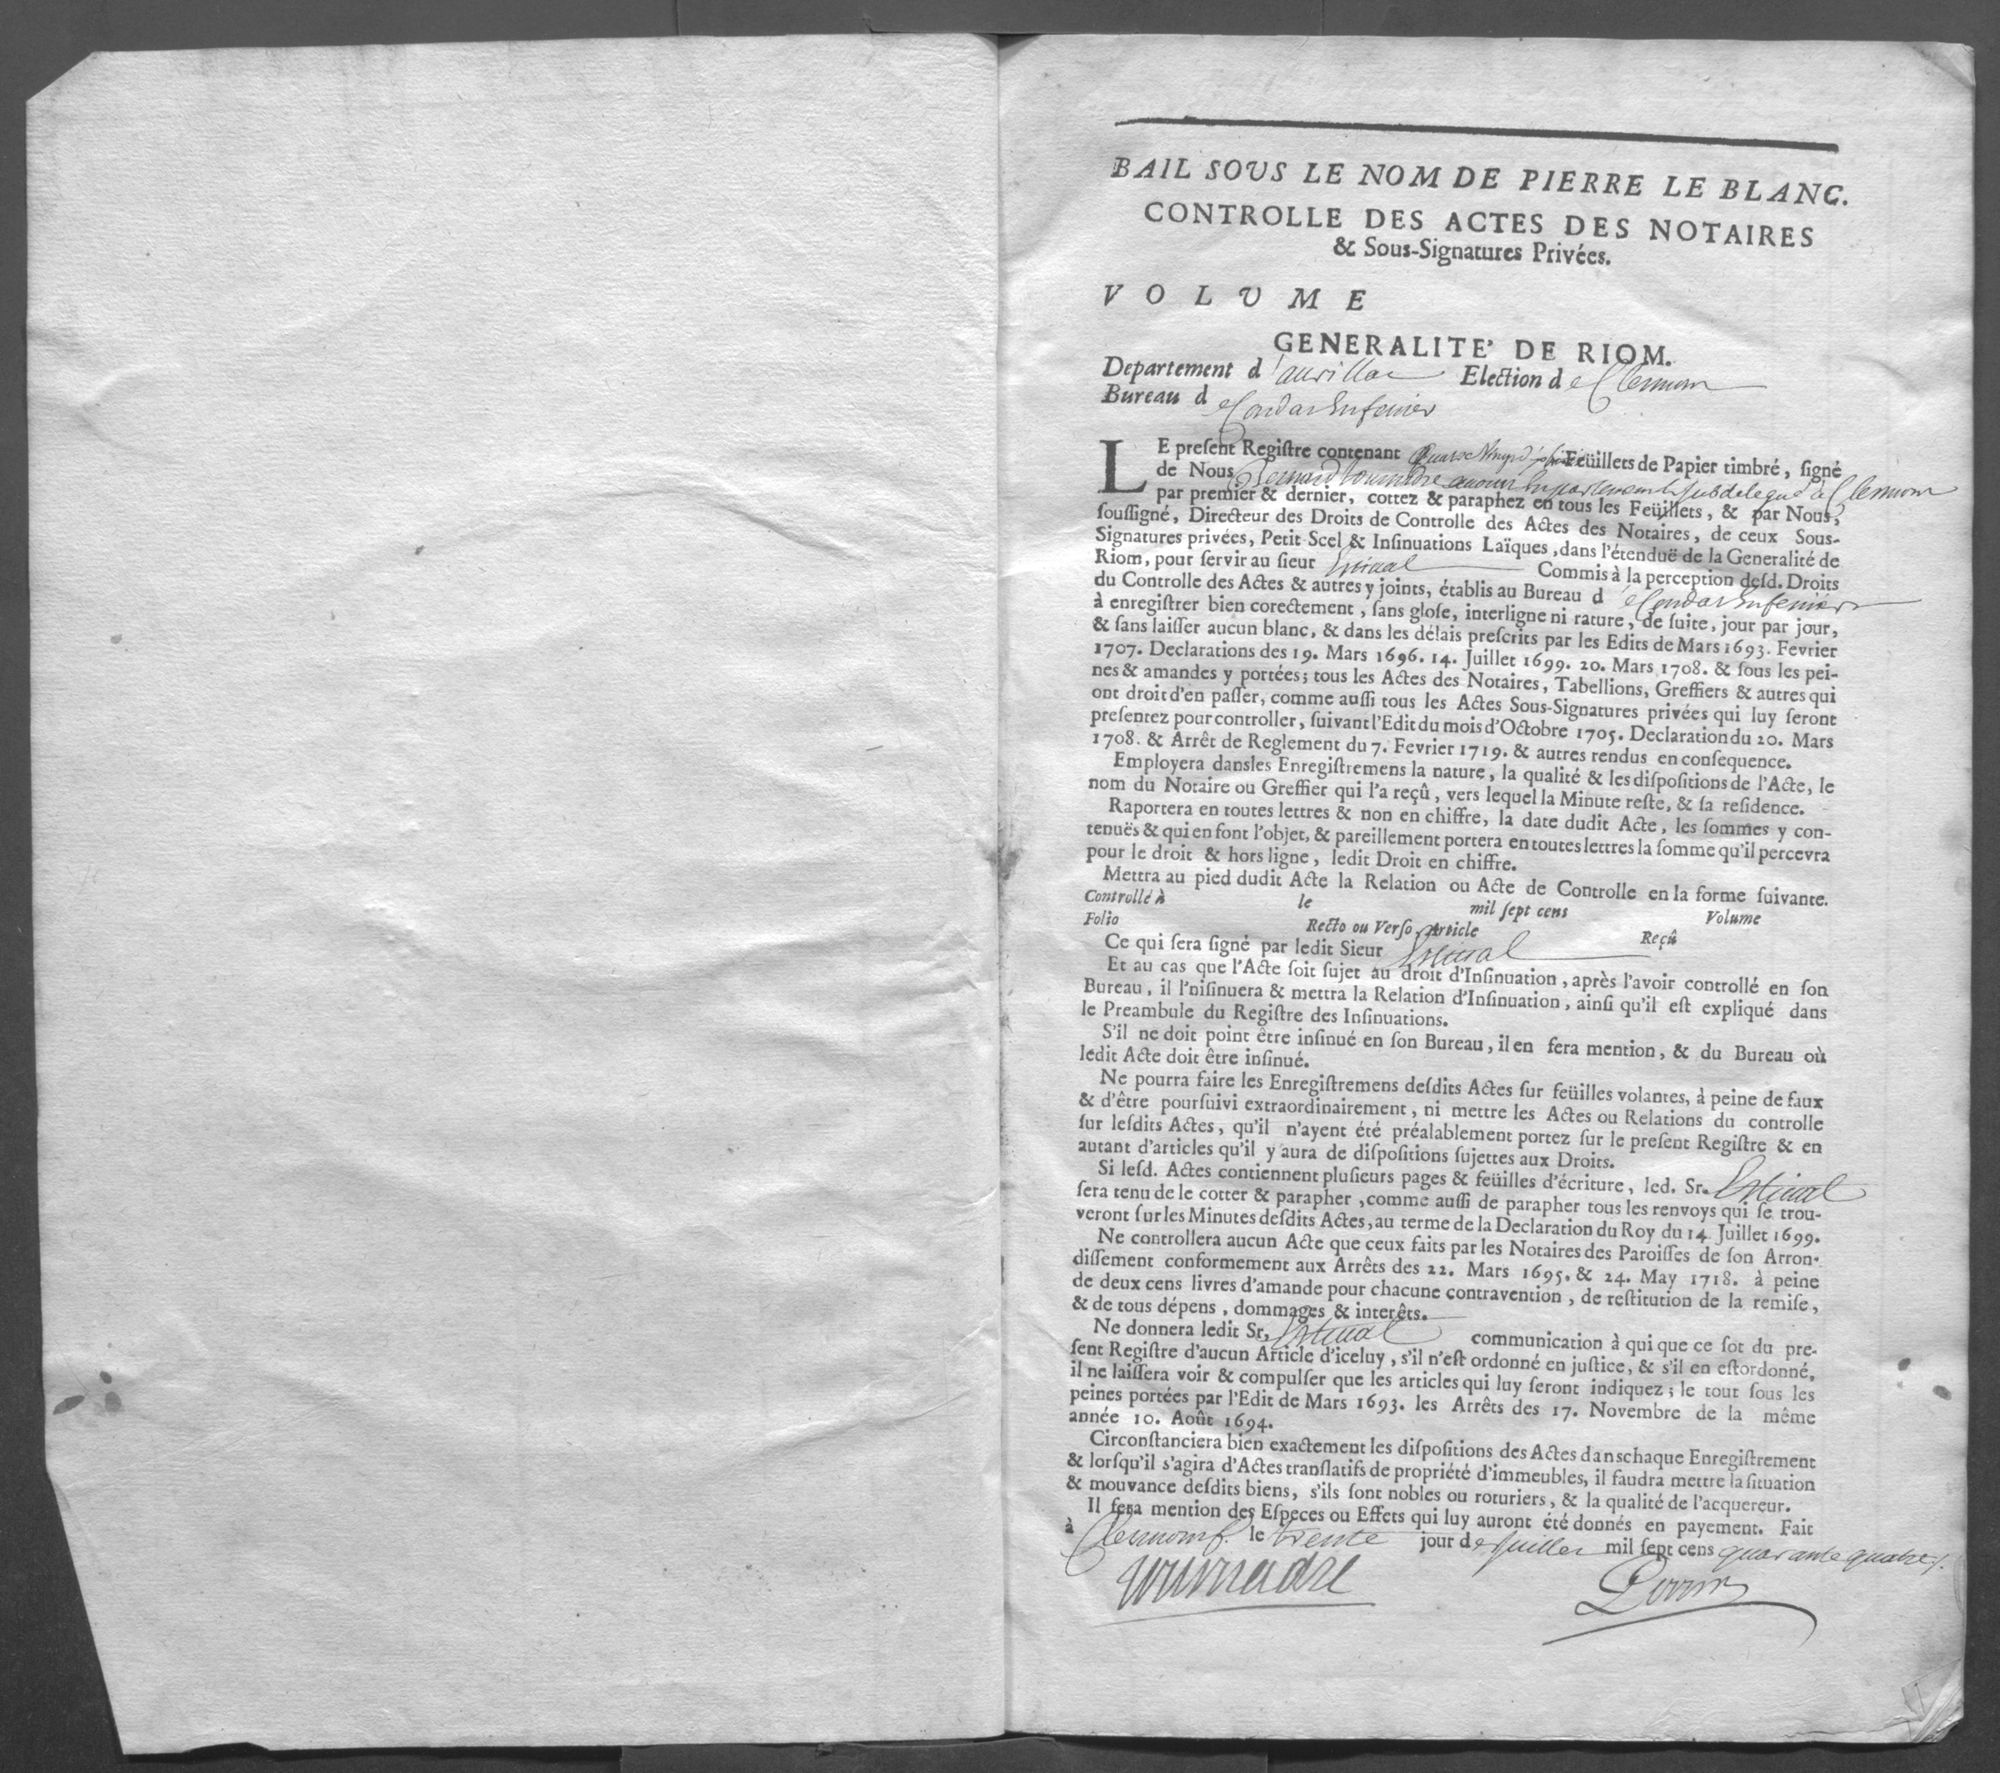 BAIL SOUS LE NOM DE PIERRE LE BLANC.
CONTROLLE DES ACTES DES NOTAIRES
& Sous-Signatures Privées.
VOLUME
GENERALITE' DE RIOM.
Departement d'aurillac Election de Clermon
Bureau de Condat
LE preſent Regiſtre contenant Feüillets de Papier timbré, ſigné
de Nous Bernard tournadre auocat en parlement ſubdelegué à Clermon
par premier & dernier, cottez & paraphez en tous les Feüillets, & par Nous,
ſouſſigné, Directeur des Droits de Controlle des Actes des Notaires, de ceux Sous-
Signatures privées, Petit Scel & Inſinuations Laïques, dans l'étenduë de la Generalité de
Riom, pour ſervir au ſieur Estiual Commis à la perception deſd. Droits
du Controlle des Actes & autres y joints, établis au Bureau de Condat
à enregiſtrer bien corectement, ſans gloſe, interligne ni rature, de ſuite, jour par jour,
& ſans laiſſer aucun blanc, & dans les délais preſcrits par les Edits de Mars 1693. Fevrier
1707. Declarations des 19. Mars 1696. 14. Juillet 1699. 20. Mars 1708. & ſous les pei-
nes & amandes y portées; tous les Actes des Notaires, Tabellions, Greffiers & autres qui
ont droit d'en paſſer, comme auſſi tous les Actes Sous-Signatures privées qui luy ſeront
preſentez pour controller, ſuivant l'Edit du mois d'Octobre 1705. Declaration du 20. Mars
1708. & Arrêt de Reglement du 7. Fevrier 1719. & autres rendus en conſequence.
Employera dansles Enregiſtremens la nature, la qualité & les diſpoſitions de l'Acte, le
nom du Notaire ou Greffier qui l'a reçû, vers lequel la Minute reſte, & ſa reſidence.
Raportera en toutes lettres & non en chiffre, la date dudit Acte, les ſommes y con-
tenuës & qui en font l'objet, & pareillement portera en toutes lettres la ſomme qu'il percevra
pour le droit & hors ligne, ledit Droit en chiffre.
Mettra au pied dudit Acte la Relation ou Acte de Controlle en la forme ſuivante.
Controllé à le mil ſept cens Volume
Folio Recto ou Verſo Article Reçû
Ce qui ſera ſigné par ledit Sieur Estiual
Et au cas que l'Acte ſoit ſujet au droit d'Inſinuation, après l'avoir controllé en ſon
Bureau, il l'niſinuera & mettra la Relation d'Inſinuation, ainſi qu'il eſt expliqué dans
le Preambule du Regiſtre des Inſinuations.
S'il ne doit point être inſinué en ſon Bureau, il en fera mention, & du Bureau où
ledit Acte doit être inſinué.
Ne pourra faire les Enregiſtremens deſdits Actes ſur feüilles volantes, à peine de faux
& d'être pourſuivi extraordinairement, ni mettre les Actes ou Relations du controlle
ſur leſdits Actes, qu'il n'ayent été préalablement portez ſur le preſent Regiſtre & en
autant d'articles qu'il y aura de diſpoſitions ſujettes aux Droits.
Si leſd. Actes contiennent pluſieurs pages & feüilles d'écriture, led. Sr. Estiual
ſera tenu de le cotter & parapher, comme auſſi de parapher tous les renvoys qui ſe trou-
veront ſur les Minutes deſdits Actes, au terme de la Declaration du Roy du 14. Juillet 1699.
Ne controllera aucun Acte que ceux faits par les Notaires des Paroiſſes de ſon Arron-
diſſement conformement aux Arrêts des 22. Mars 1695. & 24. May 1718. à peine
de deux cens livres d'amande pour chacune contravention, de reſtitution de la remiſe,
& de tous dépens, dommages & interêts.
Ne donnera ledit Sr, Estiual communication à qui que ce ſot du pre-
ſent Regiſtre d'aucun Article d'iceluy, s'il n'eſt ordonné en juſtice, & s'il en eſtordonné,
il ne laiſſera voir & compulſer que les articles qui luy ſeront indiquez; le tout ſous les
peines portées par l'Edit de Mars 1693. les Arrêts des 17. Novembre de la même
année 10. Août 1694.
Circonſtanciera bien exactement les diſpoſitions des Actes danschaque Enregiſtrement
& lorſqu'il s'agira d'Actes tranſlatifs de propriété d'immeubles, il faudra mettre la ſituation
& mouvance deſdits biens, s'ils ſont nobles ou roturiers, & la qualité de l'acquereur.
Il fera mention des Eſpeces ou Effets qui luy auront été donnés en payement. Fait
à Clermonf. le trente jour de Juillet mil ſept cens quarante quatre
tournadre Perrin